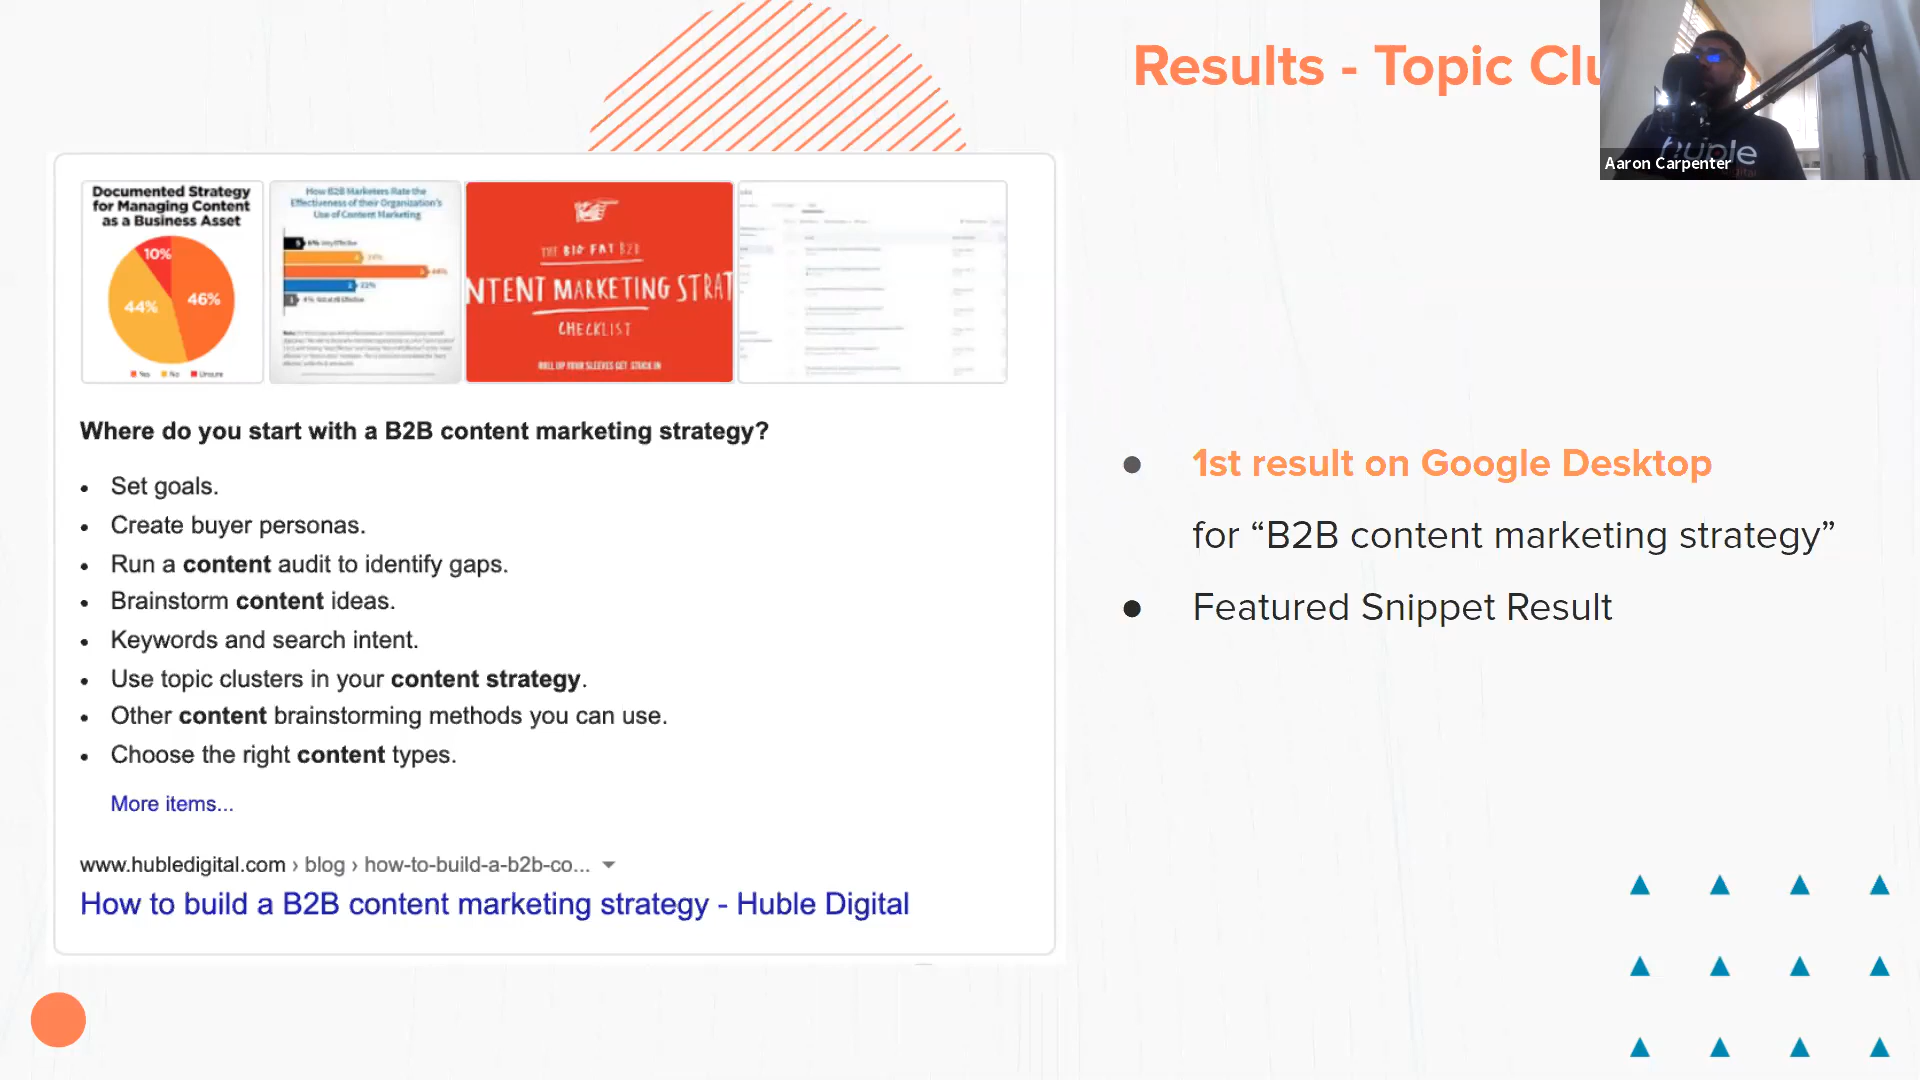 Results - Topic Clu
Aaron Carpenter
huble
Documented Strategy
for Managing Content
as a Business Asset
10%
44%
46%
Yes No Unsure
How B2B Marketers Rate the
Effectiveness of their Organization's
Use of Content Marketing
5 6% Very Effective
THE BIG FAT B2B
NTENT MARKETING STRAT
CHECKLIST
ROLL UP YOUR SLEEVES GET STUCK IN
Where do you start with a B2B content marketing strategy?
• Set goals.
• Create buyer personas.
• Run a content audit to identify gaps.
• Brainstorm content ideas.
• Keywords and search intent.
• Use topic clusters in your content strategy.
• Other content brainstorming methods you can use.
• Choose the right content types.
More items...
www.hubledigital.com › blog › how-to-build-a-b2b-co...
How to build a B2B content marketing strategy - Huble Digital
● 1st result on Google Desktop
for “B2B content marketing strategy”
● Featured Snippet Result